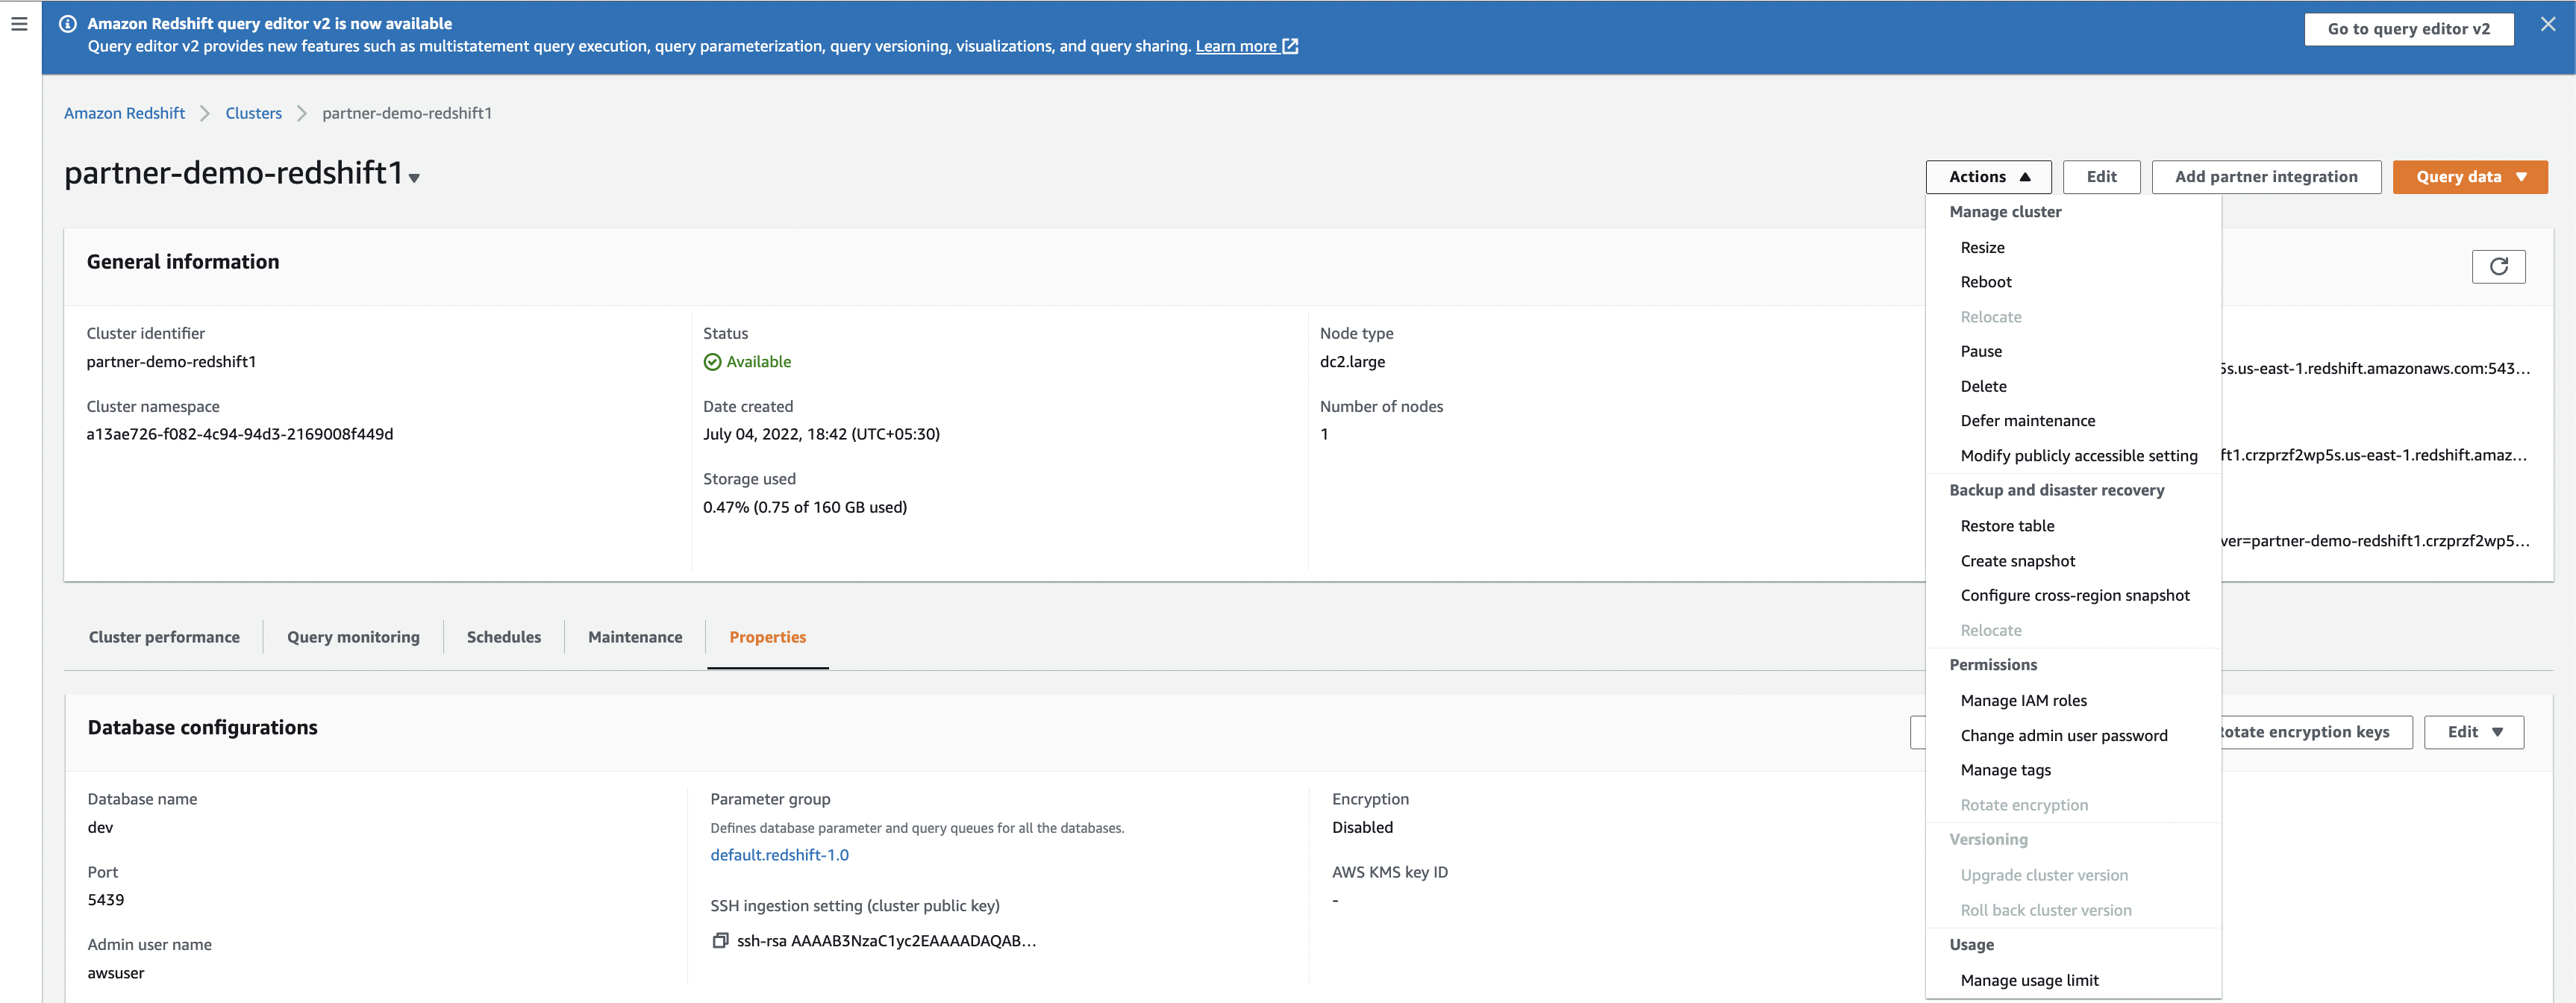 Amazon Redshift query editor v2 is now available
Query editor v2 provides new features such as multistatement query execution, query parameterization, query versioning, visualizations, and query sharing. Learn more
Go to query editor v2
Amazon Redshift > Clusters > partner-demo-redshift1
partner-demo-redshift1
Actions
Edit
Add partner integration
Query data
General information
Cluster identifier
partner-demo-redshift1
Cluster namespace
a13ae726-f082-4c94-94d3-2169008f449d
Status
Available
Date created
July 04, 2022, 18:42 (UTC+05:30)
Storage used
0.47% (0.75 of 160 GB used)
Node type
dc2.large
Number of nodes
1
5s.us-east-1.redshift.amazonaws.com:543...
ft1.crzprzf2wp5s.us-east-1.redshift.amaz...
ver=partner-demo-redshift1.crzprzf2wp5...
Manage cluster
Resize
Reboot
Relocate
Pause
Delete
Defer maintenance
Modify publicly accessible setting
Backup and disaster recovery
Restore table
Create snapshot
Configure cross-region snapshot
Relocate
Permissions
Manage IAM roles
Change admin user password
Manage tags
Rotate encryption
Versioning
Upgrade cluster version
Roll back cluster version
Usage
Manage usage limit
Cluster performance
Query monitoring
Schedules
Maintenance
Properties
Database configurations
Rotate encryption keys
Edit
Database name
dev
Port
5439
Admin user name
awsuser
Parameter group
Defines database parameter and query queues for all the databases.
default.redshift-1.0
SSH ingestion setting (cluster public key)
ssh-rsa AAAAB3NzaC1yc2EAAAADAQAB...
Encryption
Disabled
AWS KMS key ID
-